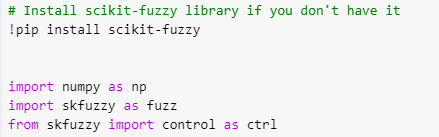 # Install scikit-fuzzy library if you don't have it
!pip install scikit-fuzzy
import numpy as np
import skfuzzy as fuzz
from skfuzzy import control as ctrl